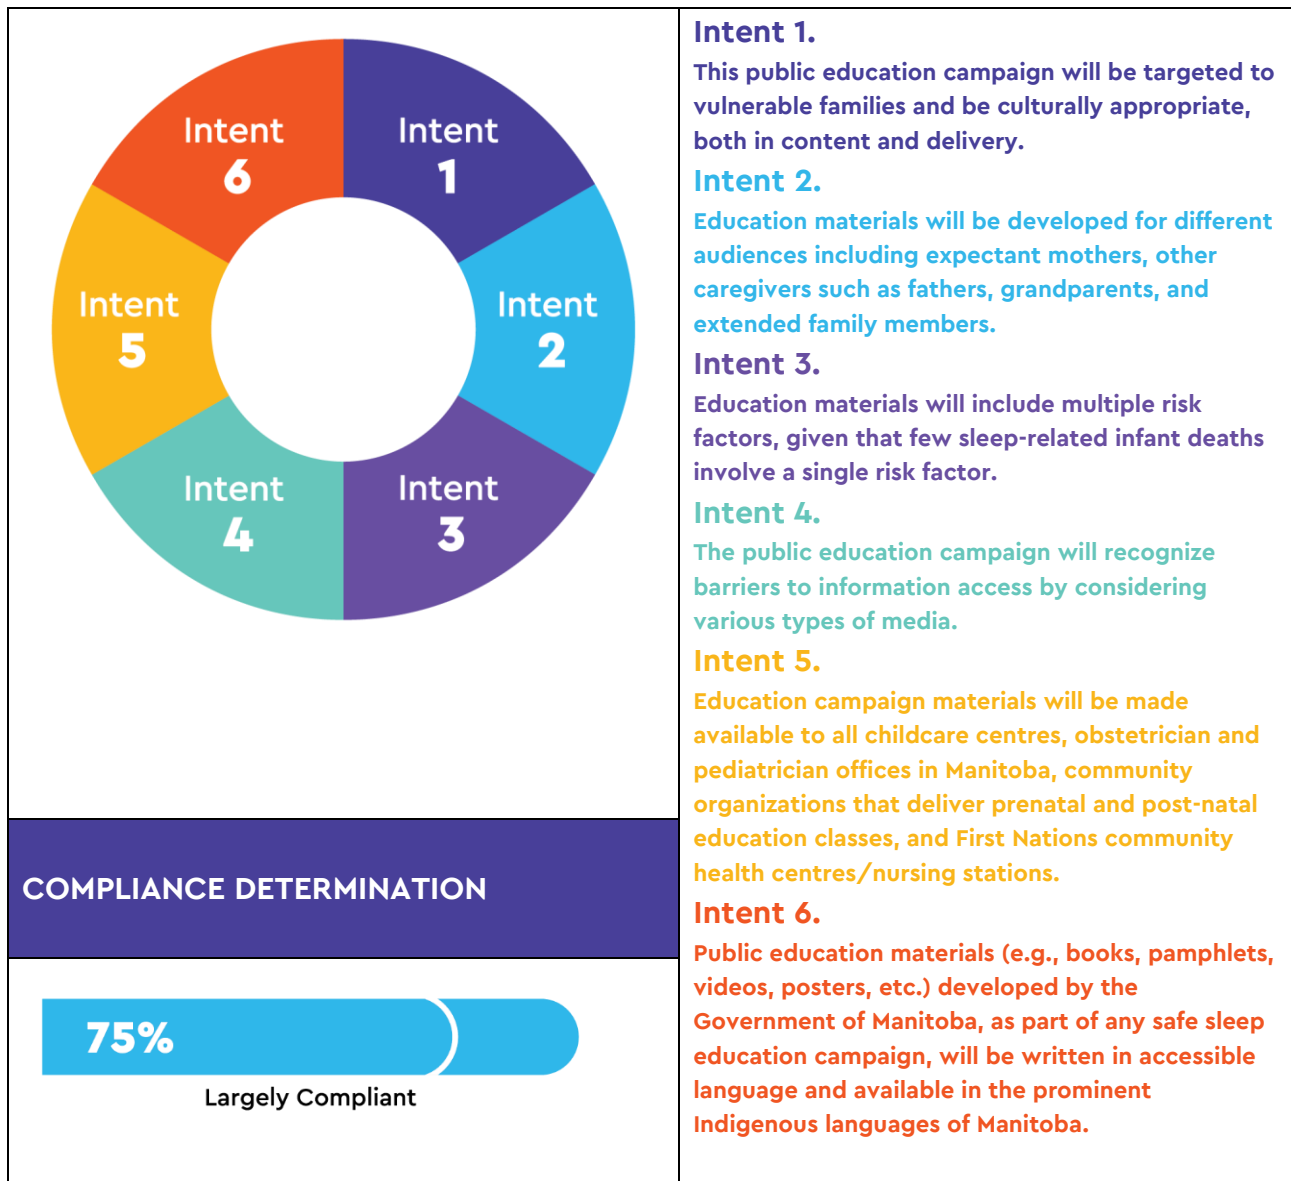 Intent
1
Intent
2
Intent
3
Intent
4
Intent
5
Intent
6
COMPLIANCE DETERMINATION
75%
Largely Compliant
Intent 1.
This public education campaign will be targeted to
vulnerable families and be culturally appropriate,
both in content and delivery.
Intent 2.
Education materials will be developed for different
audiences including expectant mothers, other
caregivers such as fathers, grandparents, and
extended family members.
Intent 3.
Education materials will include multiple risk
factors, given that few sleep-related infant deaths
involve a single risk factor.
Intent 4.
The public education campaign will recognize
barriers to information access by considering
various types of media.
Intent 5.
Education campaign materials will be made
available to all childcare centres, obstetrician and
pediatrician offices in Manitoba, community
organizations that deliver prenatal and post-natal
education classes, and First Nations community
health centres/nursing stations.
Intent 6.
Public education materials (e.g., books, pamphlets,
videos, posters, etc.) developed by the
Government of Manitoba, as part of any safe sleep
education campaign, will be written in accessible
language and available in the prominent
Indigenous languages of Manitoba.